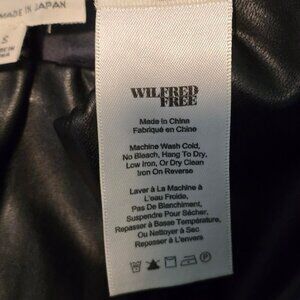 MADE IN JAPAN
S
WILFRED
FREE
Made in China
Fabriqué en Chine
Machine Wash Cold,
No Bleach, Hang To Dry,
Low Iron, Or Dry Clean
Iron On Reverse
Laver à La Machine à
L'eau Froide,
Pas De Blanchiment,
Suspendre Pour Sécher,
Repasser à Basse Température,
Ou Nettoyer à Sec
Repasser à L'envers